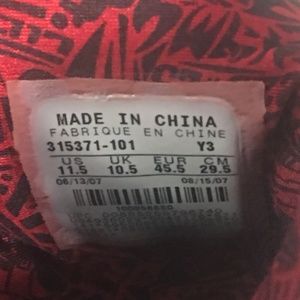 MADE IN CHINA
FABRIQUE EN CHINE
315371-101 Y3
US UK EUR CM
11.5 10.5 45.5 29.5
06/13/07 08/15/07